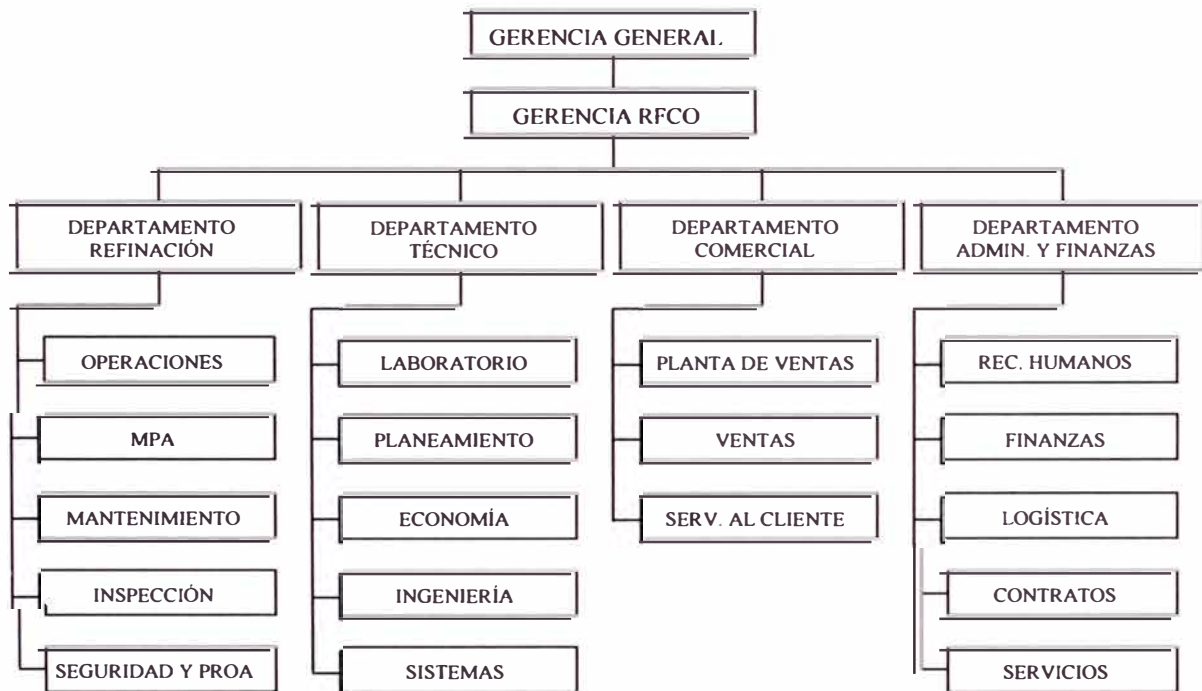 GERENCIA GENERAL
GERENCIA RFCO
DEPARTAMENTO
REFINACIÓN
DEPARTAMENTO
TÉCNICO
DEPARTAMENTO
COMERCIAL
DEPARTAMENTO
ADMIN. Y FINANZAS
OPERACIONES
MPA
MANTENIMIENTO
INSPECCIÓN
SEGURIDAD Y PROA
LABORATORIO
PLANEAMIENTO
ECONOMÍA
INGENIERÍA
SISTEMAS
PLANTA DE VENTAS
VENTAS
SERV. AL CLIENTE
REC. HUMANOS
FINANZAS
LOGÍSTICA
CONTRATOS
SERVICIOS